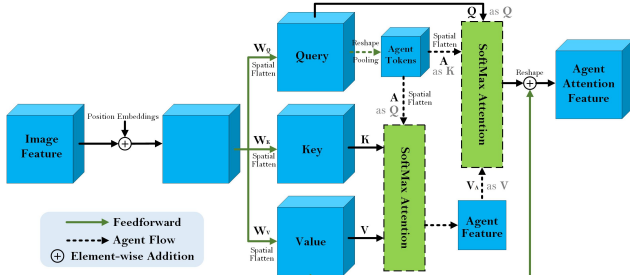 Image
Feature
Position Embeddings
W_Q
Spatial
Flatten
W_K
Spatial
Flatten
W_V
Spatial
Flatten
Query
Key
Value
Reshape
Pooling
Agent
Tokens
Spatial
Flatten
A
as K
A
as Q
Spatial
Flatten
K
V
SoftMax Attention
Q
as Q
SoftMax Attention
V_A
as V
Agent
Feature
Reshape
Agent
Attention
Feature
Feedforward
Agent Flow
Element-wise Addition